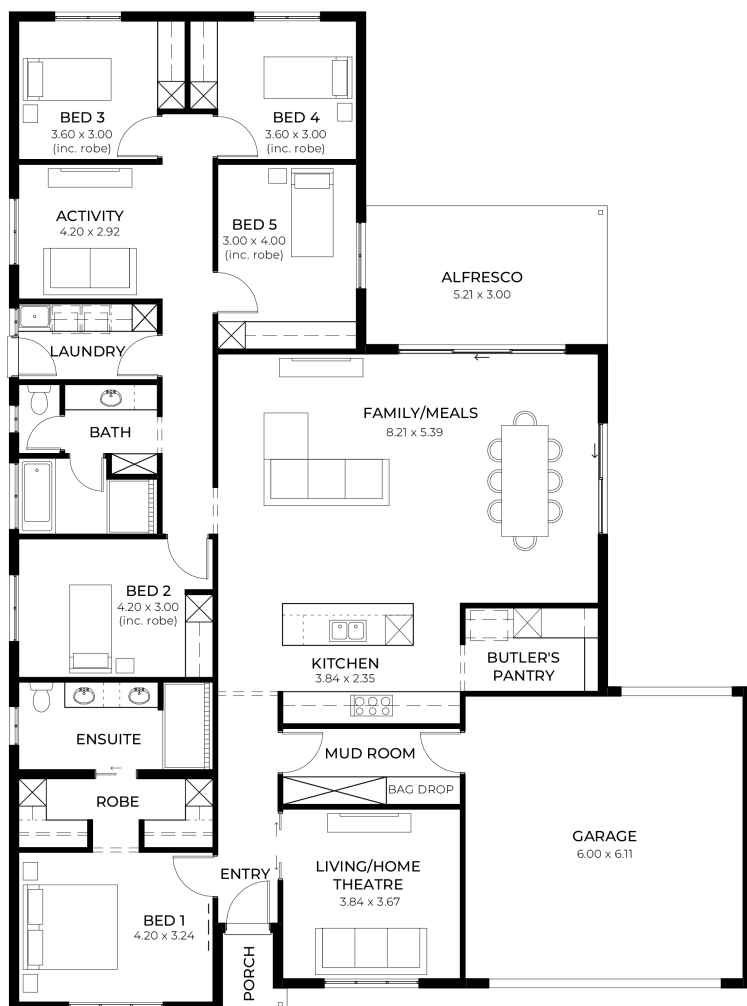 BED 3
3.60 x 3.00
(inc. robe)
BED 4
3.60 x 3.00
(inc. robe)
ACTIVITY
4.20 x 2.92
BED 5
3.00 x 4.00
(inc. robe)
ALFRESCO
5.21 x 3.00
LAUNDRY
BATH
FAMILY/MEALS
8.21 x 5.39
BED 2
4.20 x 3.00
(inc. robe)
KITCHEN
3.84 x 2.35
BUTLER'S
PANTRY
ENSUITE
MUD ROOM
ROBE
BAG DROP
GARAGE
6.00 x 6.11
ENTRY
LIVING/HOME
THEATRE
3.84 x 3.67
BED 1
4.20 x 3.24
PORCH